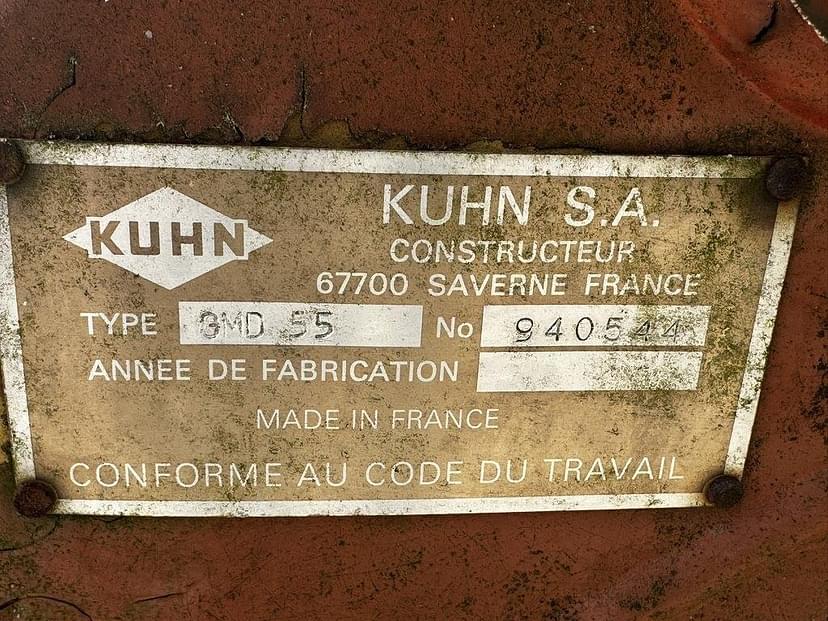 KUHN
KUHN S.A.
CONSTRUCTEUR
67700 SAVERNE FRANCE
TYPE GMD 55 No 940544
ANNEE DE FABRICATION
MADE IN FRANCE
CONFORME AU CODE DU TRAVAIL